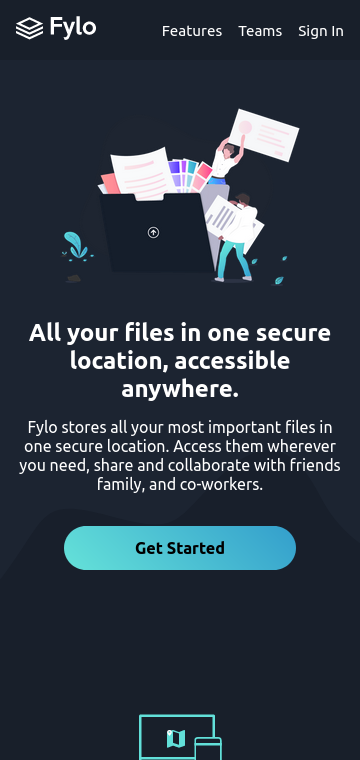 Fylo Features Teams Sign In
All your files in one secure
location, accessible
anywhere.
Fylo stores all your most important files in
one secure location. Access them wherever
you need, share and collaborate with friends
family, and co-workers.
Get Started